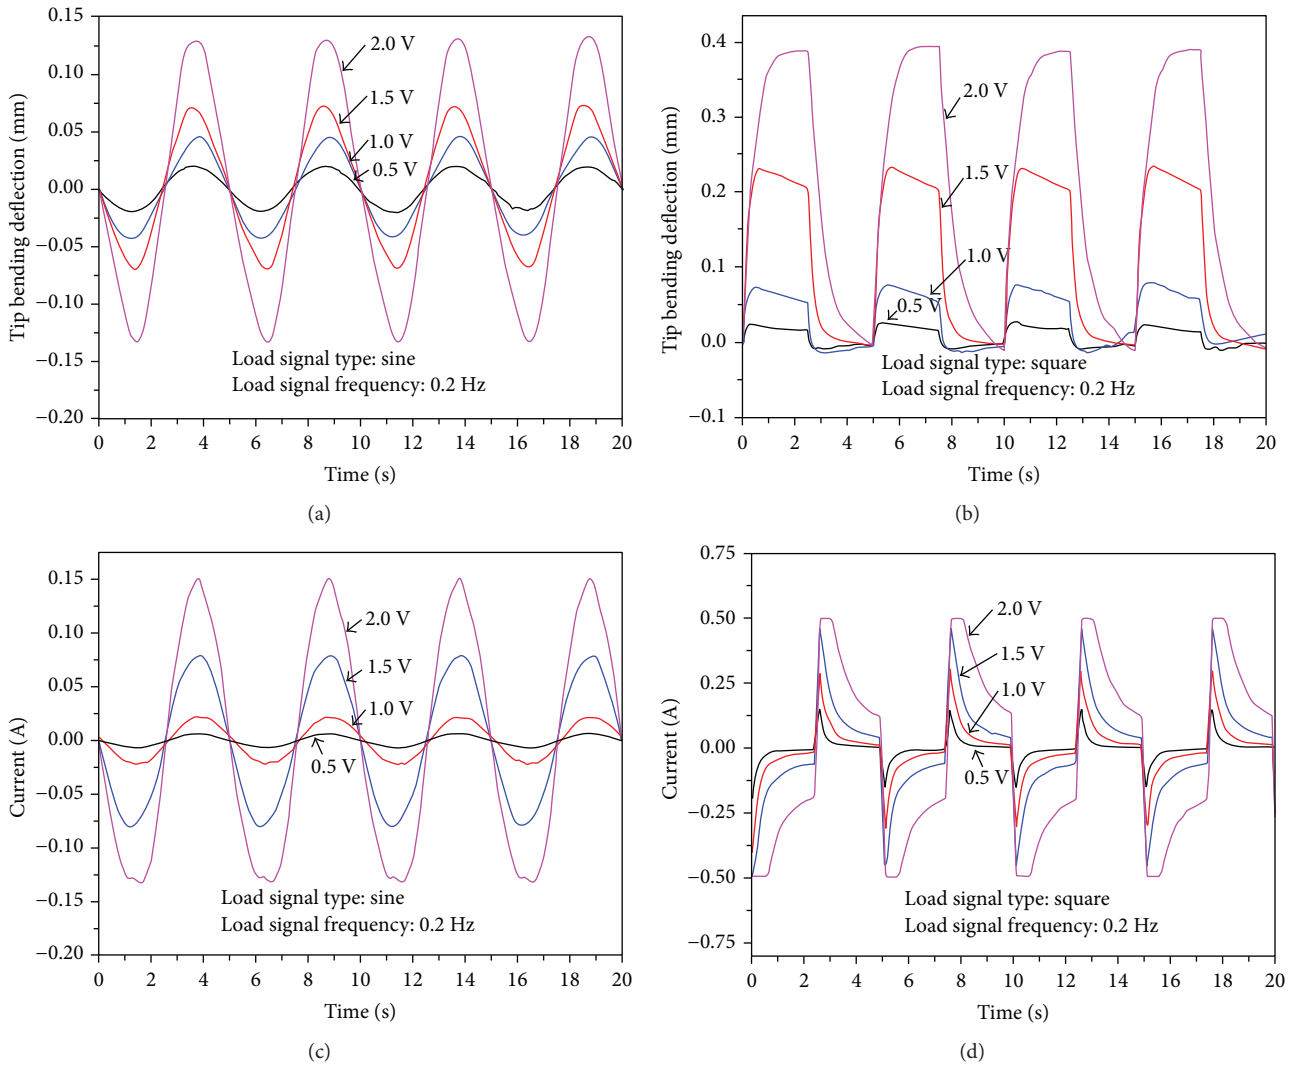 0.15
0.10
0.05
0.00
−0.05
−0.10
−0.15
−0.20
Tip bending deflection (mm)
2.0 V
1.5 V
1.0 V
0.5 V
Load signal type: sine
Load signal frequency: 0.2 Hz
0 2 4 6 8 10 12 14 16 18 20
Time (s)
(a)
0.4
0.3
0.2
0.1
0.0
−0.1
Tip bending deflection (mm)
2.0 V
1.5 V
1.0 V
0.5 V
Load signal type: square
Load signal frequency: 0.2 Hz
0 2 4 6 8 10 12 14 16 18 20
Time (s)
(b)
0.15
0.10
0.05
0.00
−0.05
−0.10
−0.15
−0.20
Current (A)
2.0 V
1.5 V
1.0 V
0.5 V
Load signal type: sine
Load signal frequency: 0.2 Hz
0 2 4 6 8 10 12 14 16 18 20
Time (s)
(c)
0.75
0.50
0.25
0.00
−0.25
−0.50
−0.75
Current (A)
2.0 V
1.5 V
1.0 V
0.5 V
Load signal type: square
Load signal frequency: 0.2 Hz
0 2 4 6 8 10 12 14 16 18 20
Time (s)
(d)